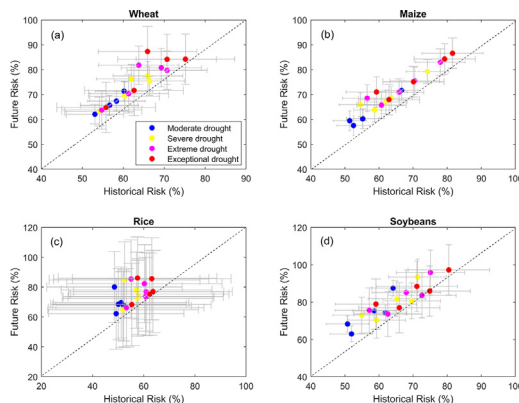 Wheat
(a)
Future Risk (%)
100
90
80
70
60
50
40
40 50 60 70 80 90 100
Historical Risk (%)
Moderate drought
Severe drought
Extreme drought
Exceptional drought
Maize
(b)
Future Risk (%)
100
90
80
70
60
50
40
40 50 60 70 80 90 100
Historical Risk (%)
Rice
(c)
Future Risk (%)
120
100
80
60
40
20
20 40 60 80 100
Historical Risk (%)
Soybeans
(d)
Future Risk (%)
120
100
80
60
40
40 50 60 70 80 90 100
Historical Risk (%)